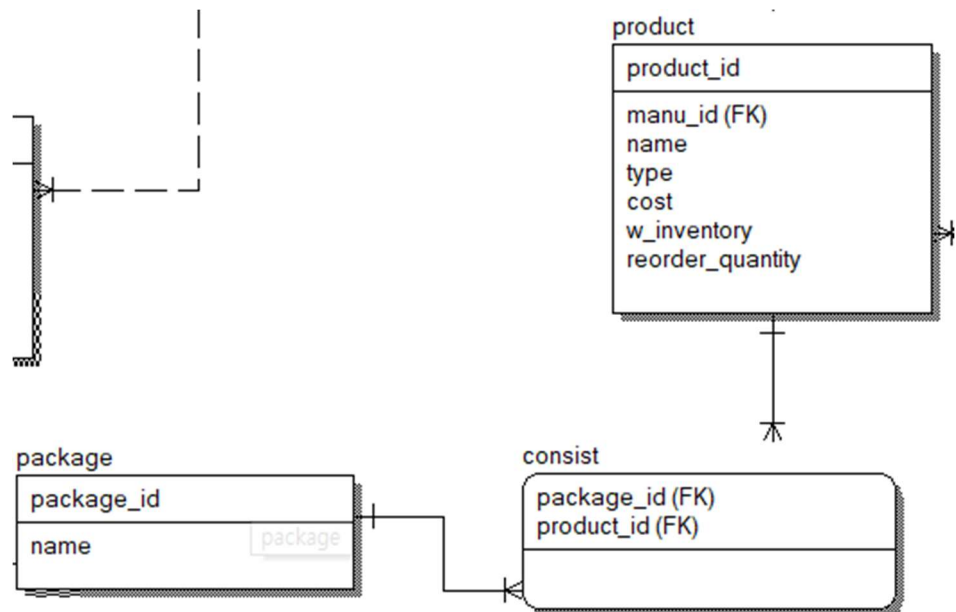 product
product_id
manu_id (FK)
name
type
cost
w_inventory
reorder_quantity
package
package_id
name
package
consist
package_id (FK)
product_id (FK)